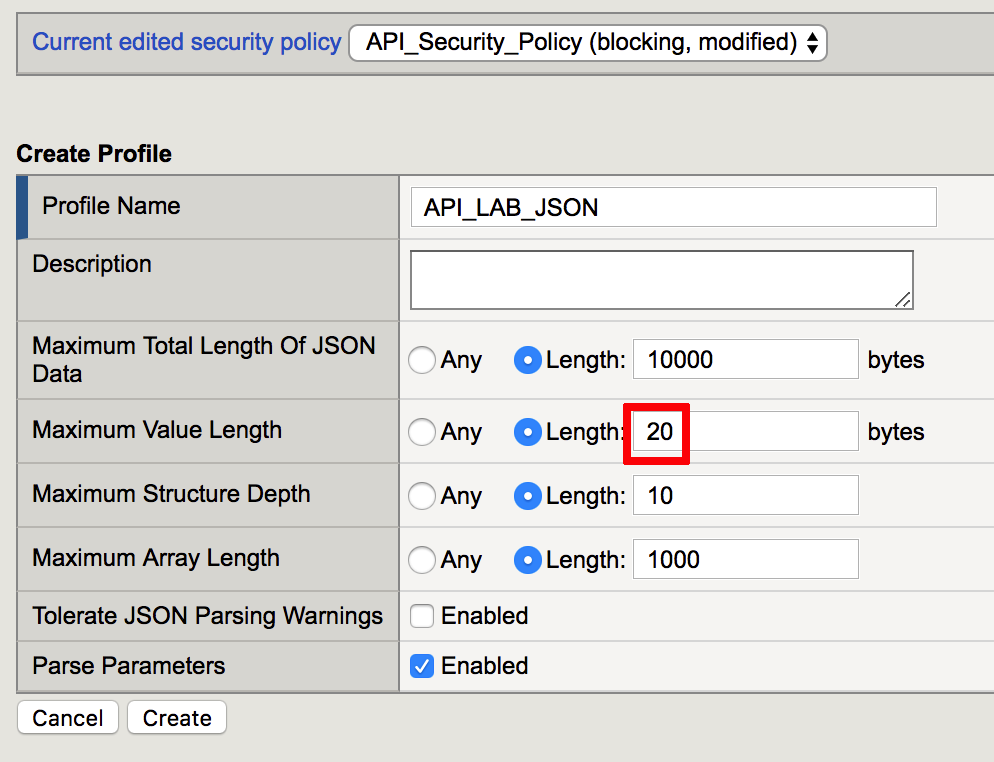 Current edited security policy API_Security_Policy (blocking, modified)
Create Profile
Profile Name API_LAB_JSON
Description
Maximum Total Length Of JSON
Data Any Length: 10000 bytes
Maximum Value Length Any Length: 20 bytes
Maximum Structure Depth Any Length: 10
Maximum Array Length Any Length: 1000
Tolerate JSON Parsing Warnings Enabled
Parse Parameters Enabled
Cancel Create